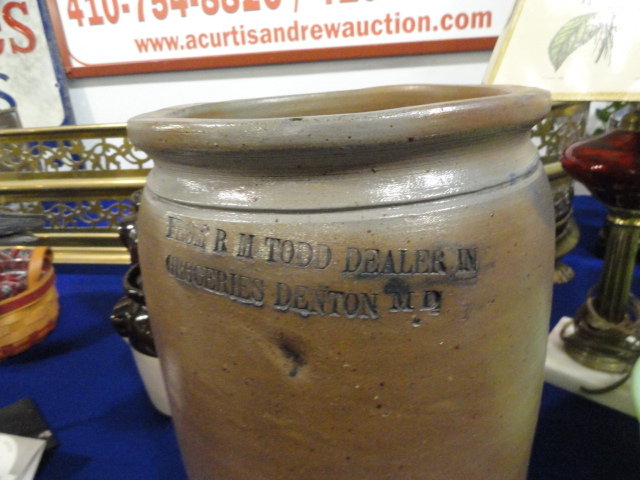 www.acurtisandrewauction.com
R M TODD DEALER IN
GROCERIES DENTON MD